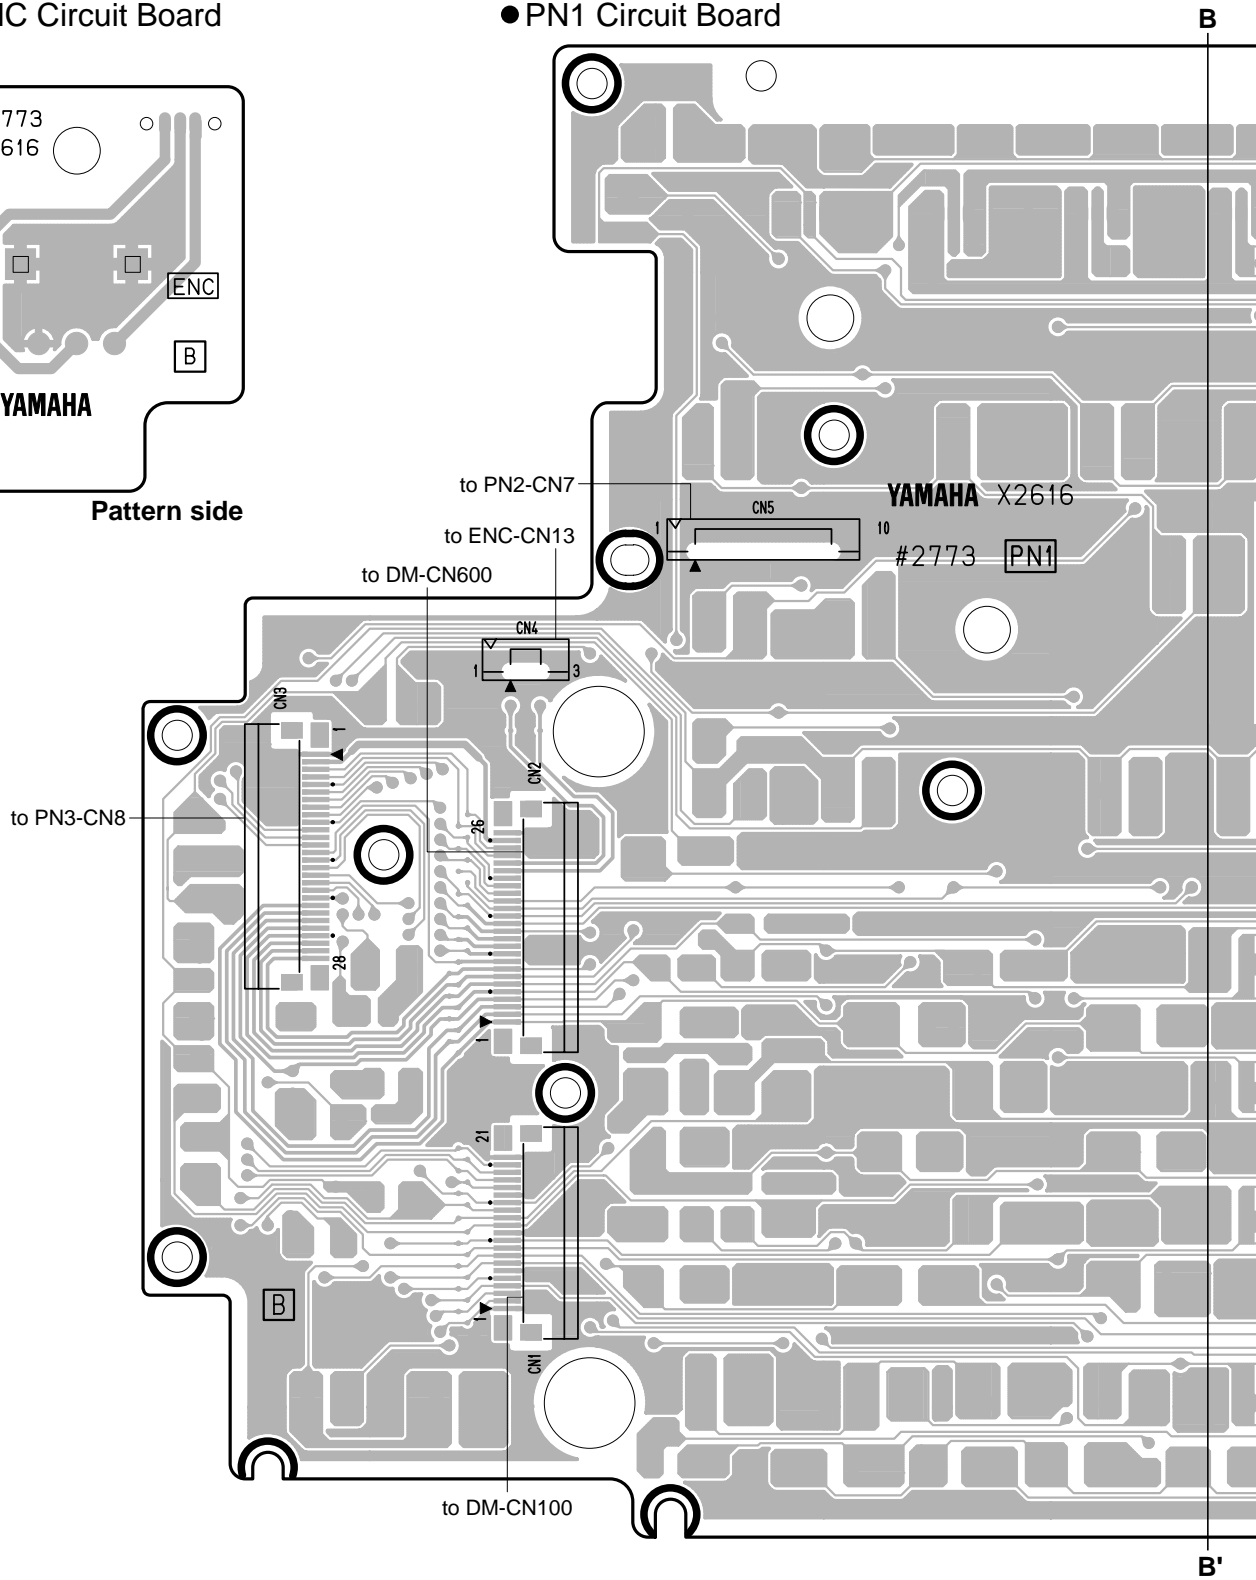 IC Circuit Board
● PN1 Circuit Board
B
773
616
ENC
B
YAMAHA
Pattern side
to PN2-CN7
to ENC-CN13
to DM-CN600
CN5
1
10
YAMAHA X2616
#2773 PN1
CN4
1
3
CN3
1
28
to PN3-CN8
CN2
26
1
21
1
CN1
B
to DM-CN100
B'